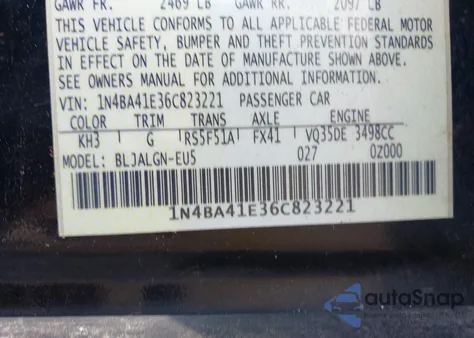 GAWR FR. 2469 LB GAWR RR. 2097 LB
THIS VEHICLE CONFORMS TO ALL APPLICABLE FEDERAL MOTOR
VEHICLE SAFETY, BUMPER AND THEFT PREVENTION STANDARDS
IN EFFECT ON THE DATE OF MANUFACTURE SHOWN ABOVE.
SEE OWNERS MANUAL FOR ADDITIONAL INFORMATION.
VIN: 1N4BA41E36C823221 PASSENGER CAR
COLOR TRIM TRANS AXLE ENGINE
KH3 G RS5F51A FX41 VQ35DE 3498CC
MODEL: BLJALGN-EU5 027 0Z000
1N4BA41E36C823221
autoSnap